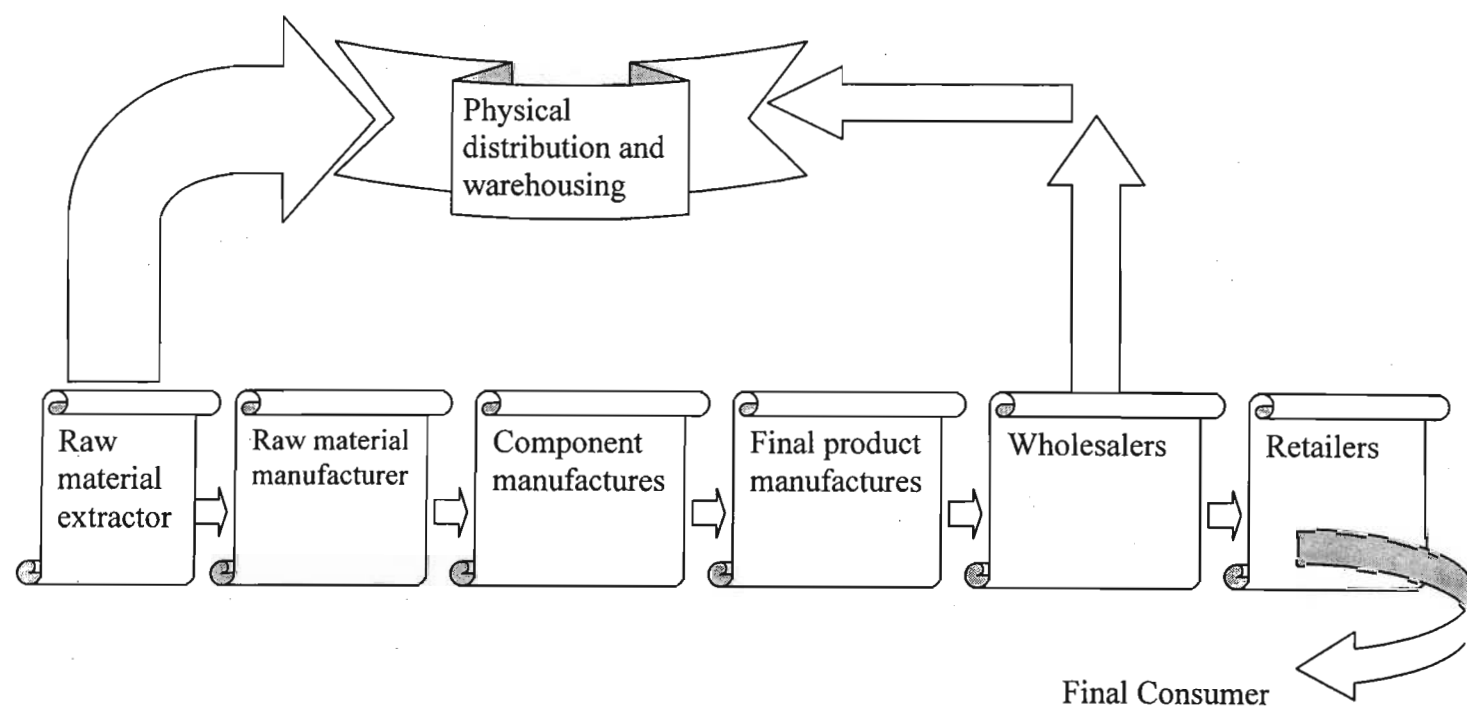 Physical
distribution and
warehousing
Raw
material
extractor
Raw material
manufacturer
Component
manufactures
Final product
manufactures
Wholesalers
Retailers
Final Consumer